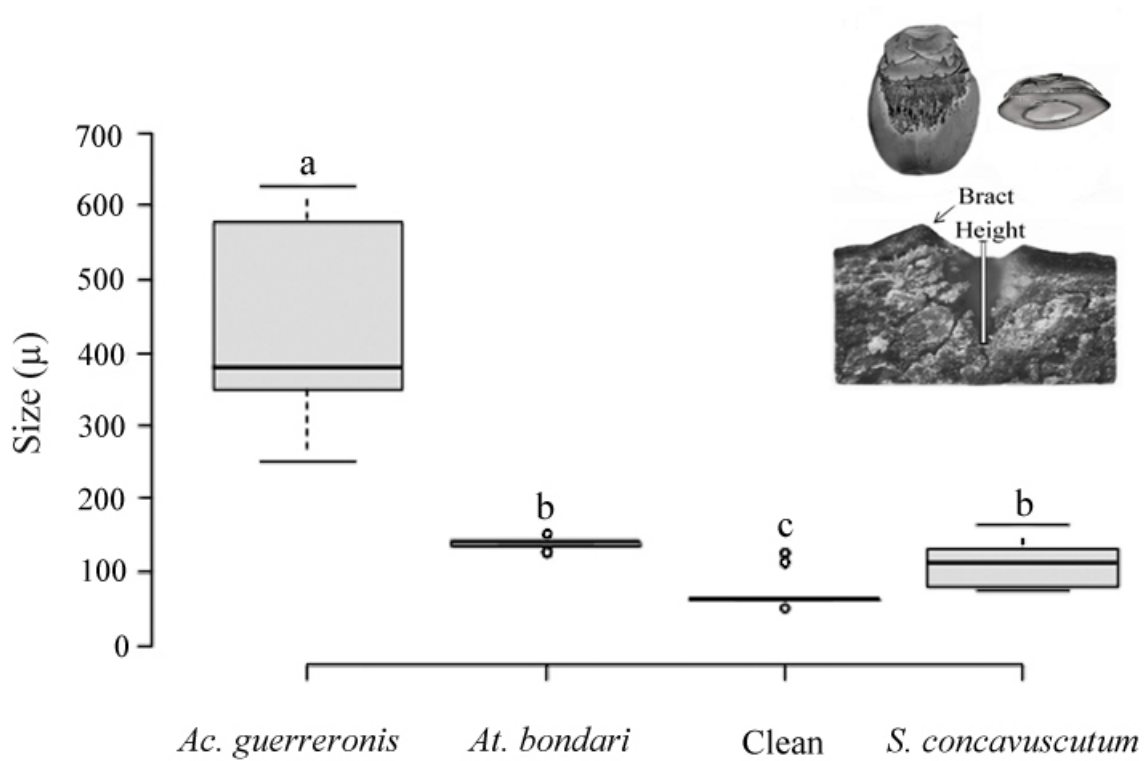 Bract
Height
Size (μ)
700
600
500
400
300
200
100
0
a
b
c
b
Ac. guerreronis
At. bondari
Clean
S. concavuscutum